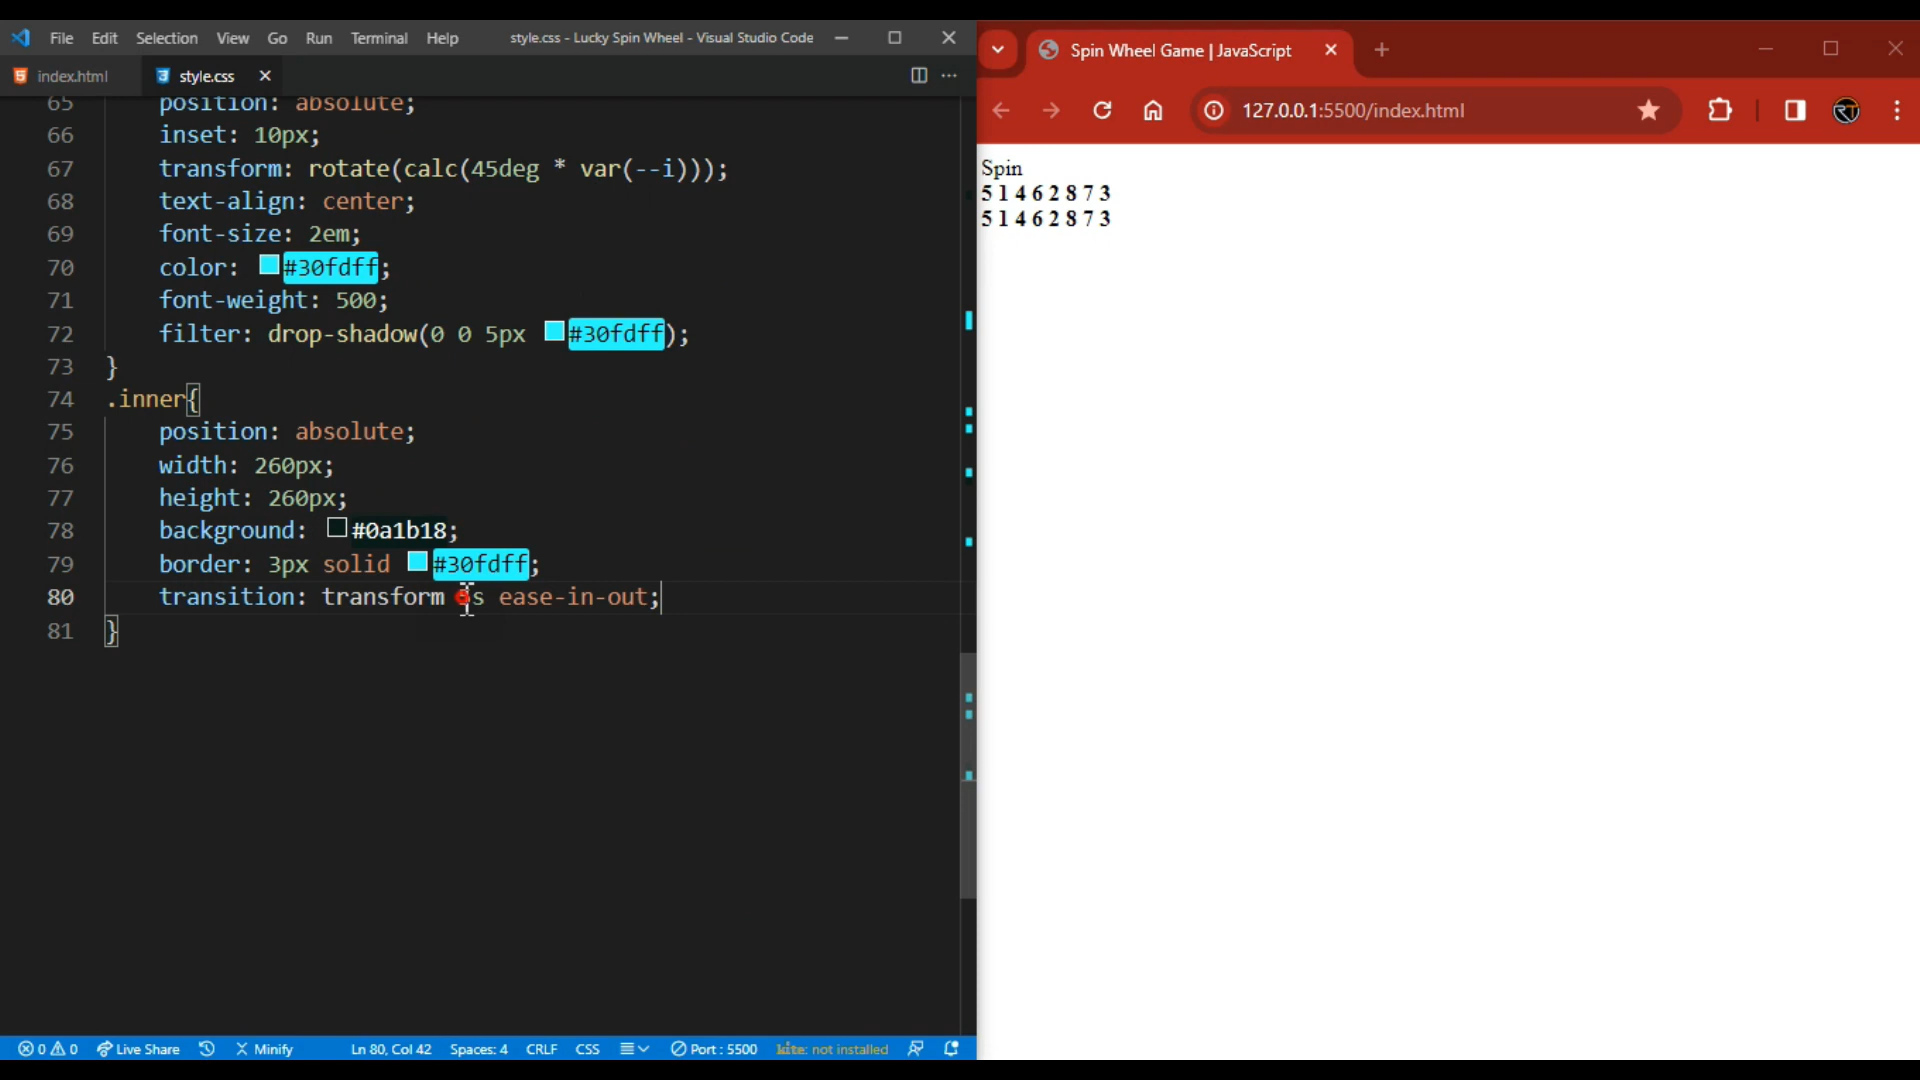 File Edit Selection View Go Run Terminal Help style.css - Lucky Spin Wheel - Visual Studio Code
index.html style.css
65 position: absolute;
66 inset: 10px;
67 transform: rotate(calc(45deg * var(--i)));
68 text-align: center;
69 font-size: 2em;
70 color: #30fdff;
71 font-weight: 500;
72 filter: drop-shadow(0 0 5px #30fdff);
73 }
74 .inner{
75 position: absolute;
76 width: 260px;
77 height: 260px;
78 background: #0a1b18;
79 border: 3px solid #30fdff;
80 transition: transform ease-in-out;
81 }
0 0 Live Share Minify Ln 80, Col 42 Spaces: 4 CRLF CSS Port : 5500 kite: not installed
Spin Wheel Game | JavaScript
127.0.0.1:5500/index.html
RT
Spin
5 1 4 6 2 8 7 3
5 1 4 6 2 8 7 3